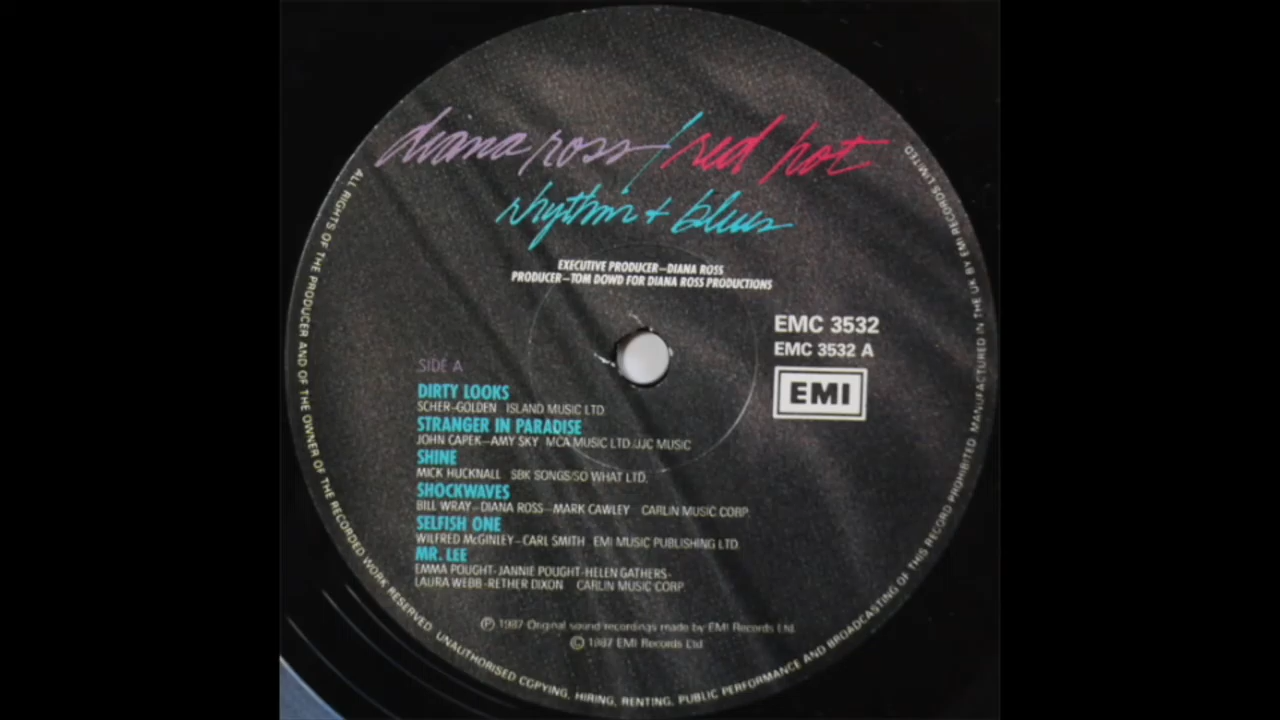 diana ross / red hot
rhythm + blues
EXECUTIVE PRODUCER—DIANA ROSS
PRODUCER—TOM DOWD FOR DIANA ROSS PRODUCTIONS
EMC 3532
EMC 3532 A
EMI
SIDE A
DIRTY LOOKS
SCHER-GOLDEN ISLAND MUSIC LTD
STRANGER IN PARADISE
JOHN CAPEK—AMY SKY MCA MUSIC LTD./JJC MUSIC
SHINE
MICK HUCKNALL SBK SONGS/SO WHAT LTD.
SHOCKWAVES
BILL WRAY—DIANA ROSS—MARK CAWLEY CARLIN MUSIC CORP.
SELFISH ONE
WILFRED McGINLEY—CARL SMITH EMI MUSIC PUBLISHING LTD.
MR. LEE
EMMA POUGHT-JANNIE POUGHT-HELEN GATHERS-
LAURA WEBB-RETHER DIXON CARLIN MUSIC CORP.
Ⓟ 1987 Original sound recordings made by EMI Records Ltd.
© 1987 EMI Records Ltd.
ALL RIGHTS OF THE PRODUCER AND OF THE OWNER OF THE RECORDED WORK RESERVED. UNAUTHORISED COPYING, HIRING, RENTING, PUBLIC PERFORMANCE AND BROADCASTING OF THIS RECORD PROHIBITED. MANUFACTURED IN THE UK BY EMI RECORDS LIMITED.